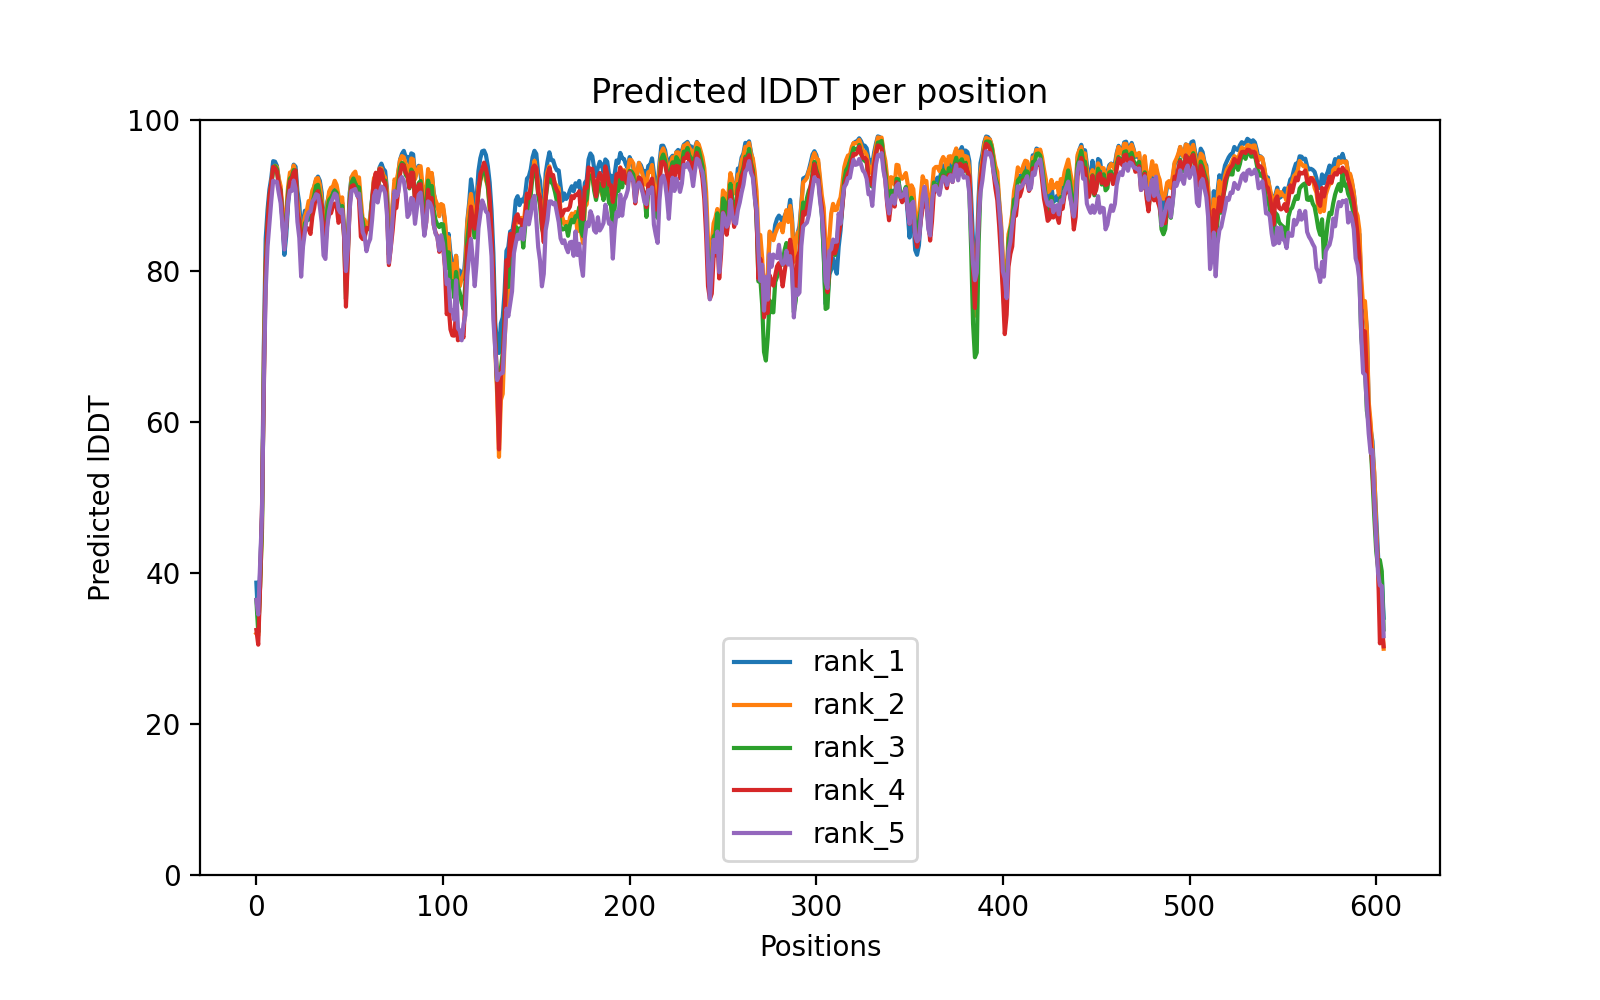 Predicted lDDT per position
100
80
60
40
20
0
Predicted lDDT
rank_1
rank_2
rank_3
rank_4
rank_5
0 100 200 300 400 500 600
Positions